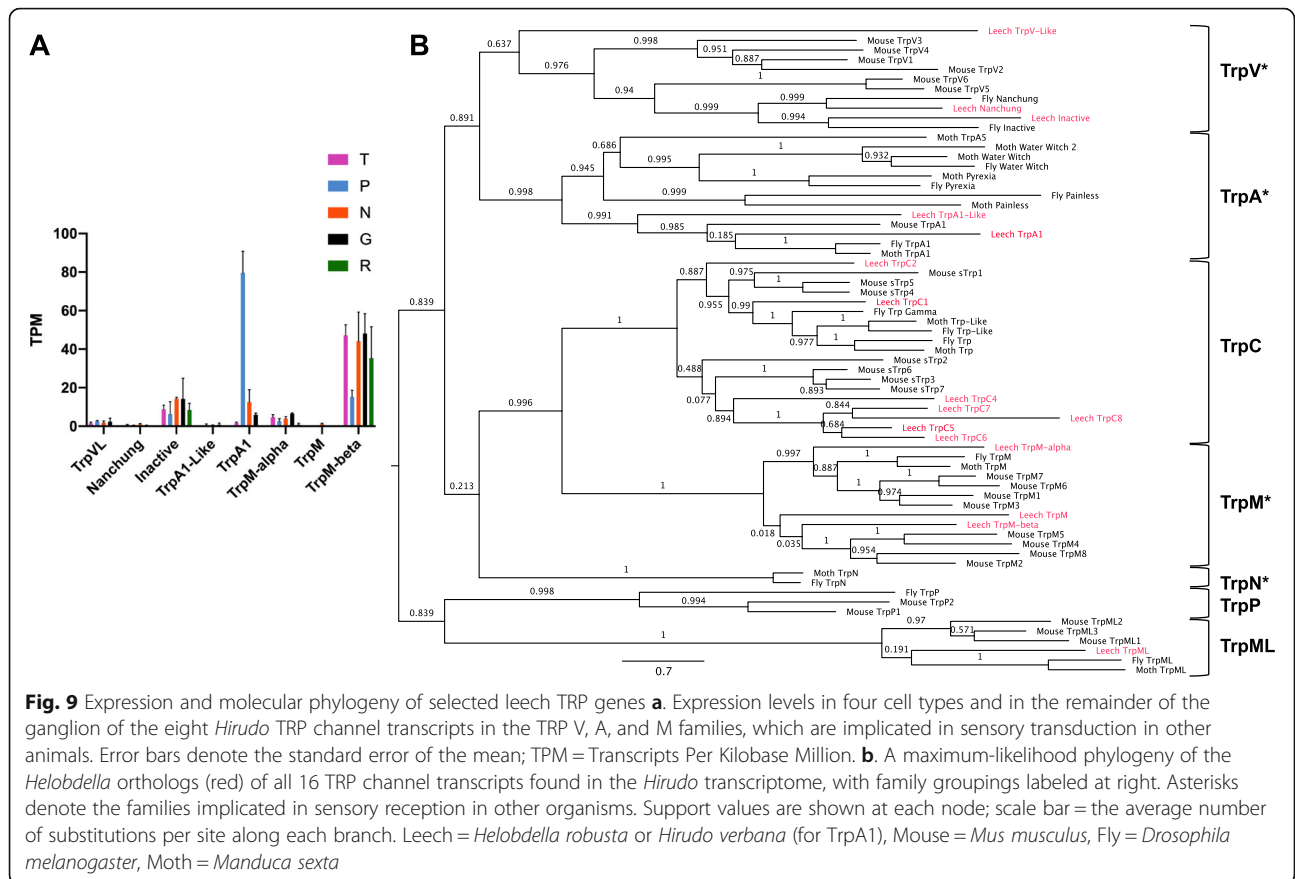 A
B
T
P
N
G
R
100
80
60
40
20
0
TPM
TrpVL
Nanchung
Inactive
TrpA1-Like
TrpA1
TrpM-alpha
TrpM
TrpM-beta
Leech TrpV-Like
Mouse TrpV3
Mouse TrpV4
Mouse TrpV1
Mouse TrpV2
Mouse TrpV6
Mouse TrpV5
Fly Nanchung
Leech Nanchung
Leech Inactive
Fly Inactive
Moth TrpA5
Moth Water Witch 2
Moth Water Witch
Fly Water Witch
Moth Pyrexia
Fly Pyrexia
Fly Painless
Moth Painless
Leech TrpA1-Like
Mouse TrpA1
Leech TrpA1
Fly TrpA1
Moth TrpA1
Leech TrpC2
Mouse sTrp1
Mouse sTrp5
Mouse sTrp4
Leech TrpC1
Fly Trp Gamma
Moth Trp-Like
Fly Trp-Like
Fly Trp
Moth Trp
Mouse sTrp2
Mouse sTrp6
Mouse sTrp3
Mouse sTrp7
Leech TrpC4
Leech TrpC7
Leech TrpC8
Leech TrpC5
Leech TrpC6
Leech TrpM-alpha
Fly TrpM
Moth TrpM
Mouse TrpM7
Mouse TrpM6
Mouse TrpM1
Mouse TrpM3
Leech TrpM
Leech TrpM-beta
Mouse TrpM5
Mouse TrpM4
Mouse TrpM8
Mouse TrpM2
Moth TrpN
Fly TrpN
Fly TrpP
Mouse TrpP2
Mouse TrpP1
Mouse TrpML2
Mouse TrpML3
Mouse TrpML1
Leech TrpML
Fly TrpML
Moth TrpML
0.637
0.998
0.951
0.887
0.976
1
0.94
0.999
0.999
0.994
0.891
0.686
1
0.932
0.995
0.945
1
0.998
0.999
0.991
0.985
0.185
1
0.839
0.887
0.975
1
0.955
0.99
1
1
0.977
1
1
0.488
1
0.893
0.077
0.894
0.844
1
0.684
0.996
0.997
1
0.887
1
1
0.974
1
0.213
0.018
0.035
1
1
0.954
1
0.998
0.994
0.839
0.97
0.571
1
0.191
1
0.7
TrpV*
TrpA*
TrpC
TrpM*
TrpN*
TrpP
TrpML
Fig. 9 Expression and molecular phylogeny of selected leech TRP genes a. Expression levels in four cell types and in the remainder of the
ganglion of the eight Hirudo TRP channel transcripts in the TRP V, A, and M families, which are implicated in sensory transduction in other
animals. Error bars denote the standard error of the mean; TPM = Transcripts Per Kilobase Million. b. A maximum-likelihood phylogeny of the
Helobdella orthologs (red) of all 16 TRP channel transcripts found in the Hirudo transcriptome, with family groupings labeled at right. Asterisks
denote the families implicated in sensory reception in other organisms. Support values are shown at each node; scale bar = the average number
of substitutions per site along each branch. Leech = Helobdella robusta or Hirudo verbana (for TrpA1), Mouse = Mus musculus, Fly = Drosophila
melanogaster, Moth = Manduca sexta